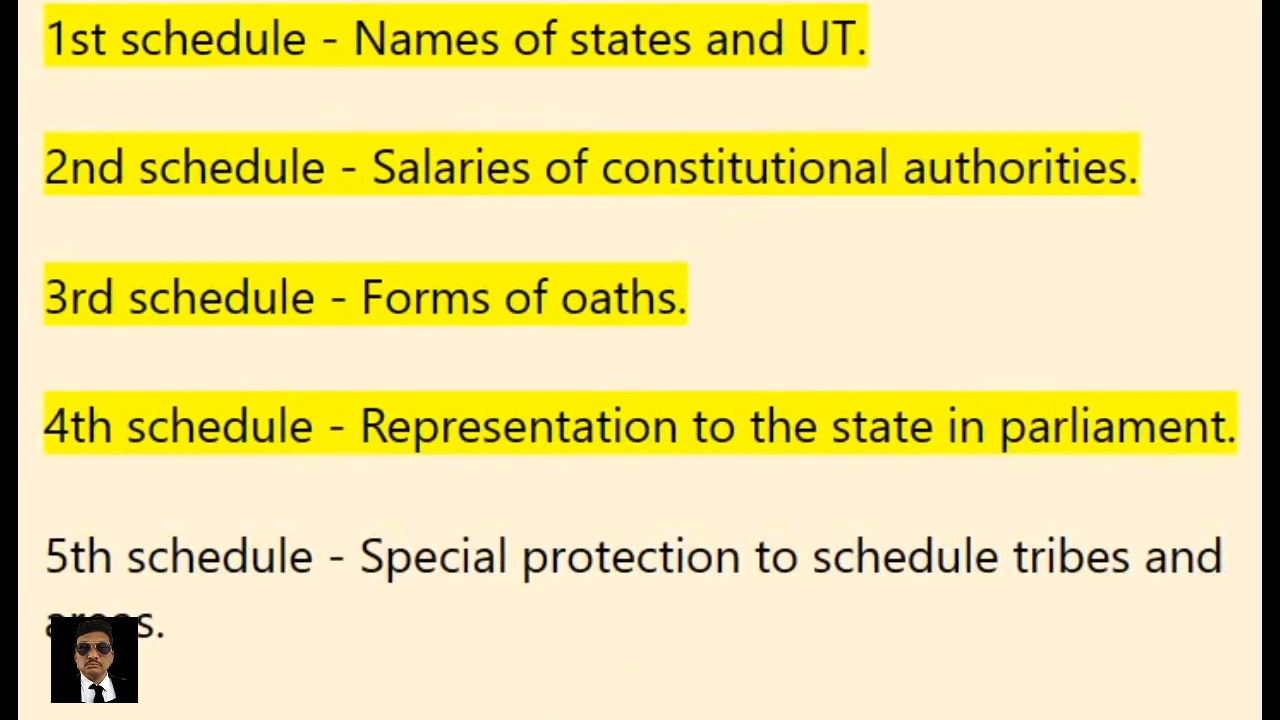 1st schedule - Names of states and UT.
2nd schedule - Salaries of constitutional authorities.
3rd schedule - Forms of oaths.
4th schedule - Representation to the state in parliament.
5th schedule - Special protection to schedule tribes and
areas.